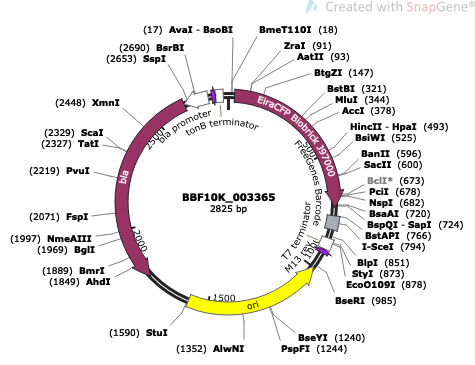 Created with SnapGene®
(17) AvaI - BsoBI
BmeT110I (18)
(2690) BsrBI
ZraI (91)
(2653) SspI
AatII (93)
BtgZI (147)
(2448) XmnI
BstBI (321)
MluI (344)
AccI (378)
(2329) ScaI
HincII - HpaI (493)
(2327) TatI
BsiWI (525)
BanII (596)
(2219) PvuI
SacII (600)
BclI* (673)
PciI (678)
NspI (682)
(2071) FspI
BsaAI (720)
BspQI - SapI (724)
(1997) NmeAIII
BstAPI (766)
(1969) BglI
I-SceI (794)
(1889) BmrI
BlpI (851)
(1849) AhdI
StyI (873)
EcoO109I (878)
BseRI (985)
(1590) StuI
BseYI (1240)
(1352) AlwNI
PspFI (1244)
BBF10K_003365
2825 bp
EiraCFP Biobrick J97000
FreeGenes Barcode
T7 terminator
M13 rev
ori
bla
bla promoter
tonB terminator
500
1000
1500
2000
2500